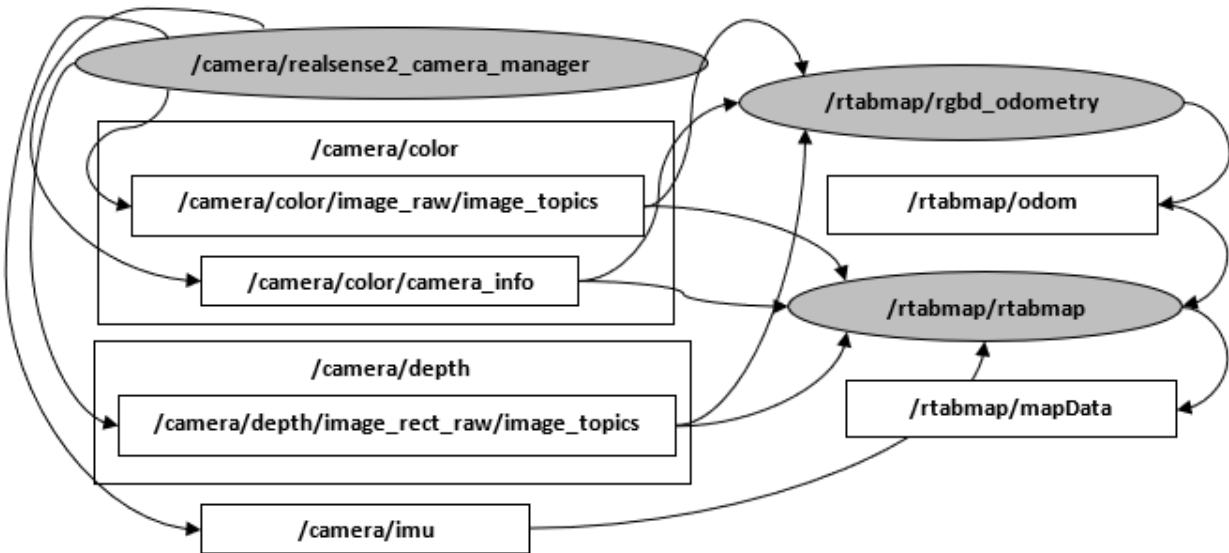 /camera/realsense2_camera_manager
/camera/color
/camera/color/image_raw/image_topics
/camera/color/camera_info
/camera/depth
/camera/depth/image_rect_raw/image_topics
/camera/imu
/rtabmap/rgbd_odometry
/rtabmap/odom
/rtabmap/rtabmap
/rtabmap/mapData